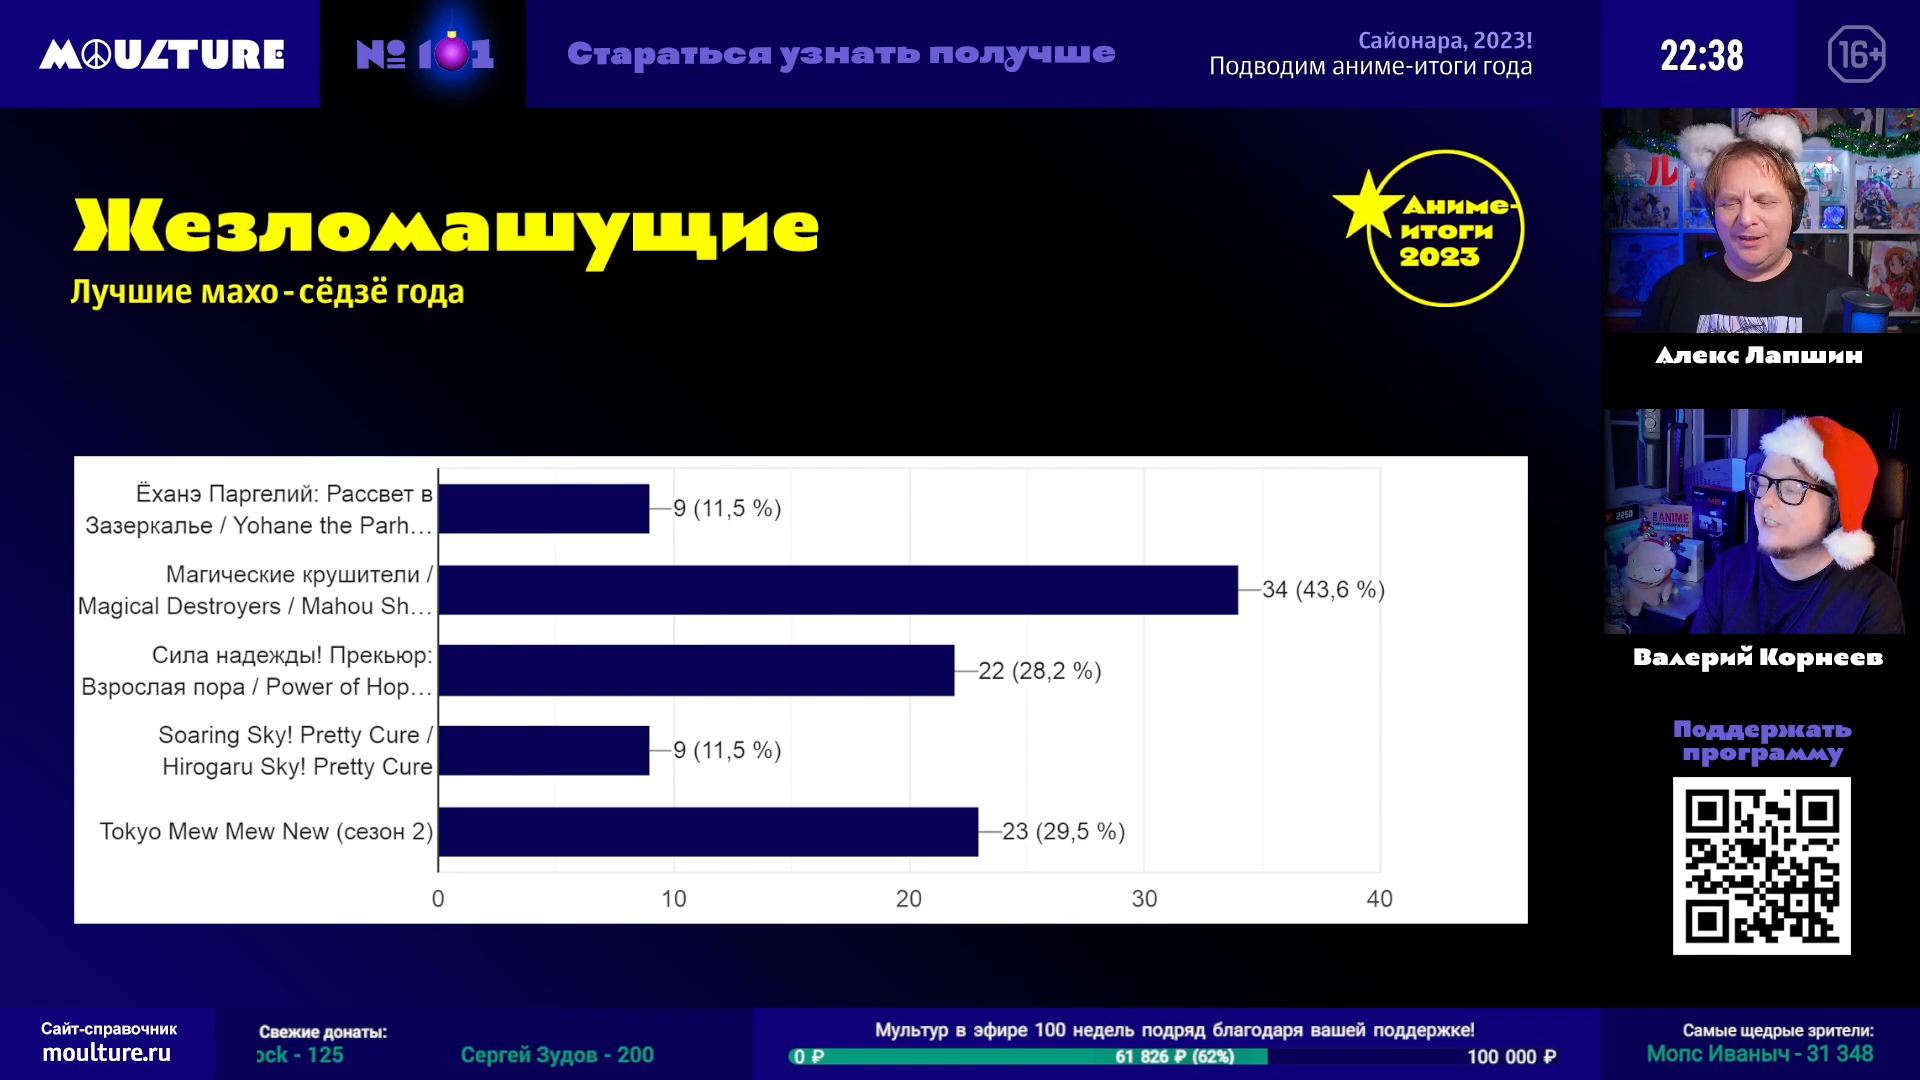 MOULTURE
№ 101
Стараться узнать получше
Сайонара, 2023!
Подводим аниме-итоги года
22:38
16+
Жезломашущие
Лучшие махо-сёдзё года
Аниме-
итоги
2023
Алекс Лапшин
Валерий Корнеев
Поддержать
программу
Ёханэ Паргелий: Рассвет в
Зазеркалье / Yohane the Parh…
9 (11,5 %)
Магические крушители /
Magical Destroyers / Mahou Sh…
34 (43,6 %)
Сила надежды! Прекьюр:
Взрослая пора / Power of Hop…
22 (28,2 %)
Soaring Sky! Pretty Cure /
Hirogaru Sky! Pretty Cure
9 (11,5 %)
Tokyo Mew Mew New (сезон 2)
23 (29,5 %)
0 10 20 30 40
Сайт-справочник
moulture.ru
Свежие донаты:
ock - 125 Сергей Зудов - 200
Мультур в эфире 100 недель подряд благодаря вашей поддержке!
0 ₽ 61 826 ₽ (62%) 100 000 ₽
Самые щедрые зрители:
Мопс Иваныч - 31 348